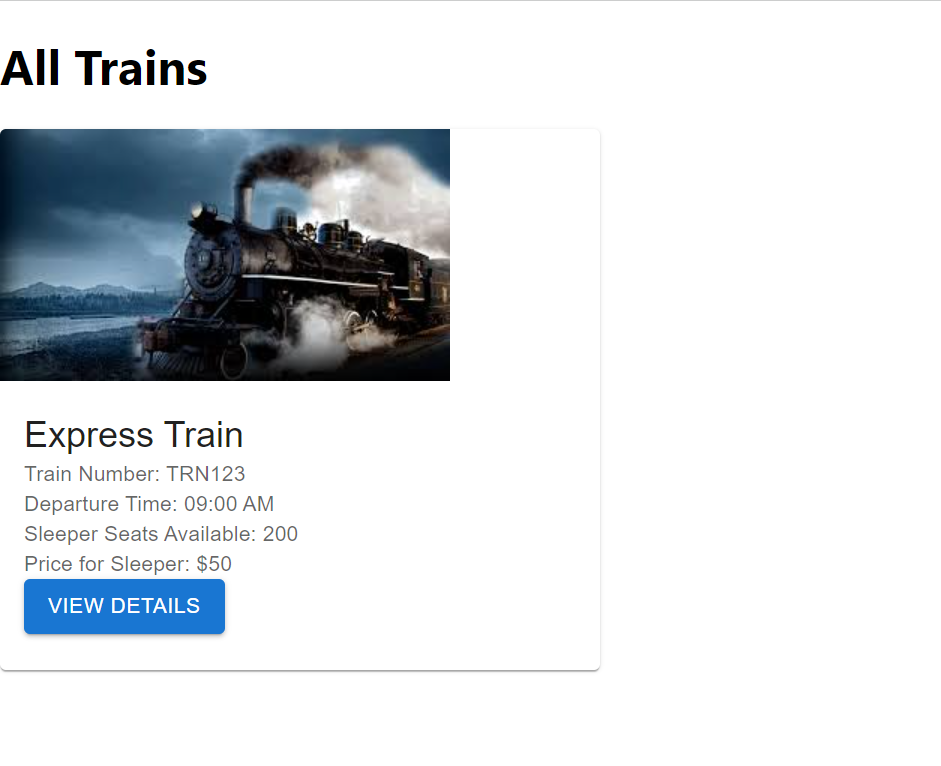 All Trains
Express Train
Train Number: TRN123
Departure Time: 09:00 AM
Sleeper Seats Available: 200
Price for Sleeper: $50
VIEW DETAILS